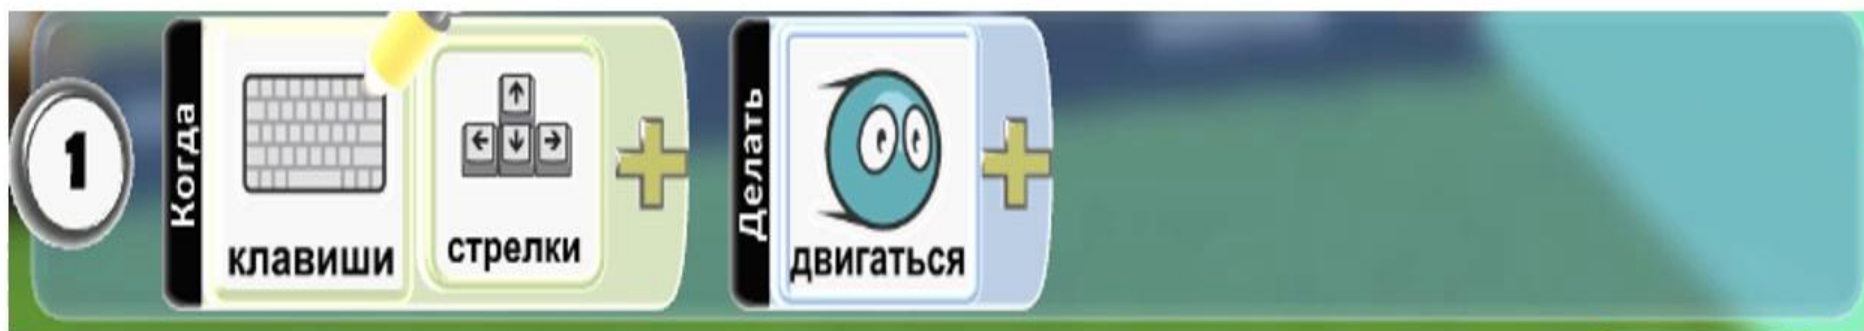 1
Когда
клавиши
стрелки
Делать
двигаться